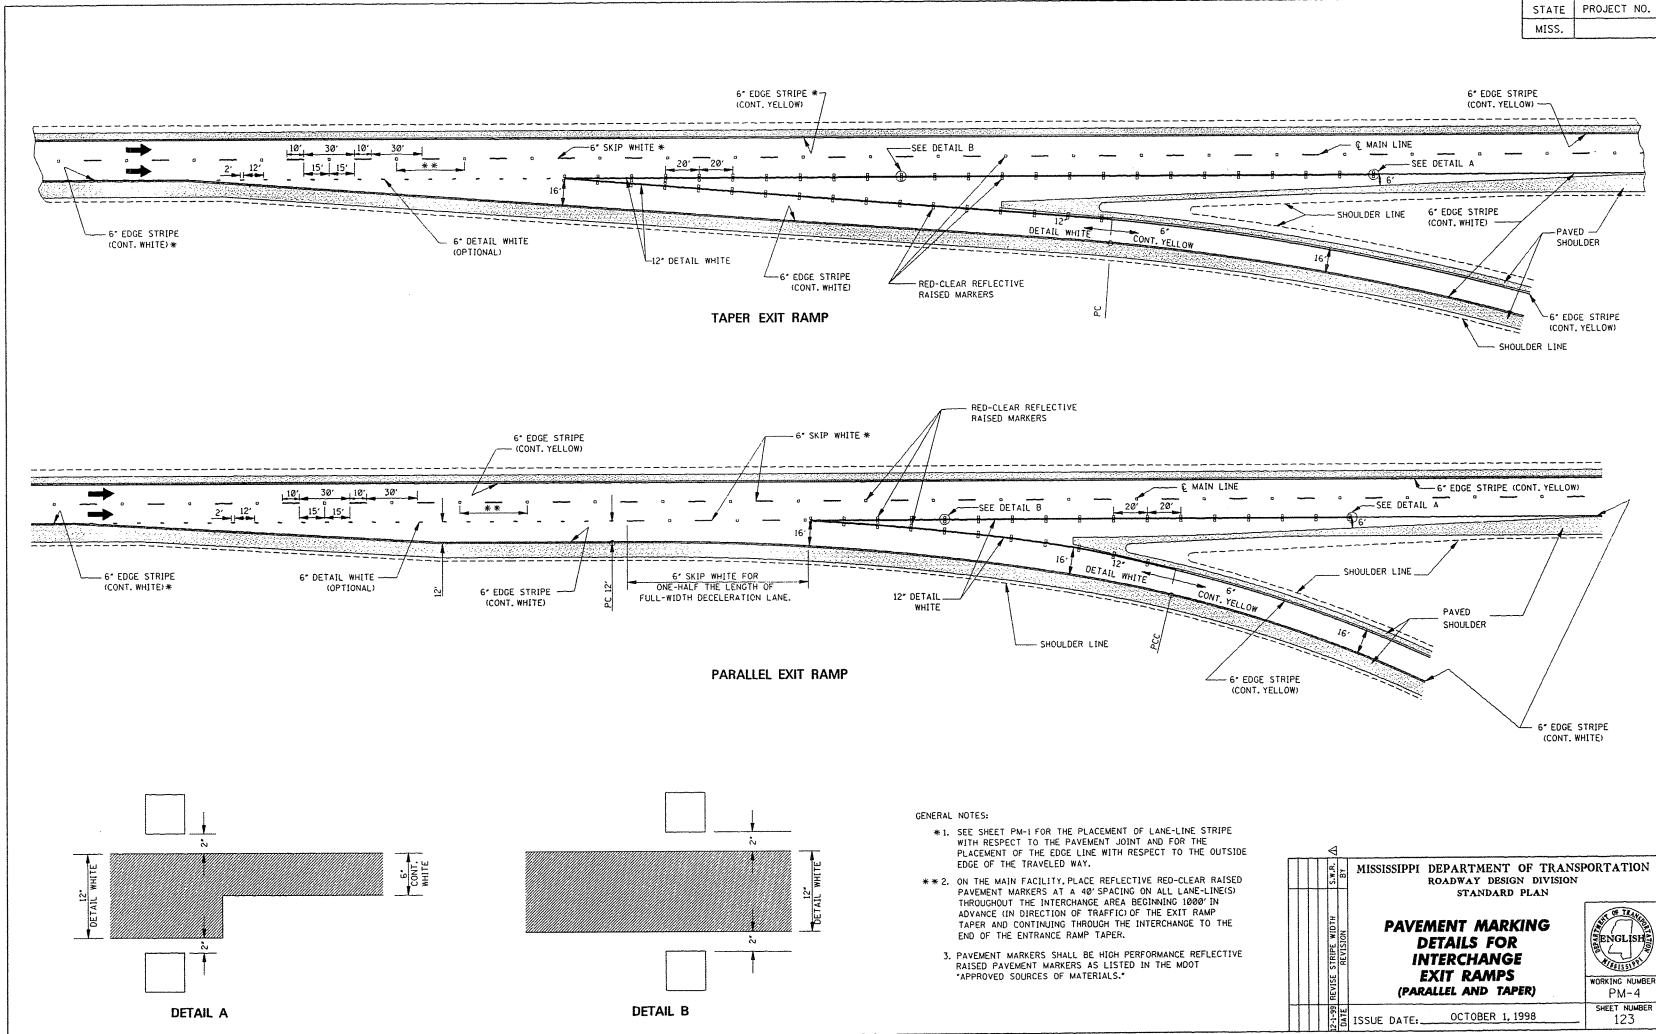 STATE PROJECT NO.
MISS.
6" EDGE STRIPE *
(CONT. YELLOW)
6" EDGE STRIPE
(CONT. YELLOW)
10' 30' 10' 30'
6" SKIP WHITE *
SEE DETAIL B
℄ MAIN LINE
SEE DETAIL A
2' 12' 15' 15' **
20' 20'
16'
6'
6" EDGE STRIPE
(CONT. WHITE) *
6" DETAIL WHITE
(OPTIONAL)
12" DETAIL WHITE
6" EDGE STRIPE
(CONT. WHITE)
RED-CLEAR REFLECTIVE
RAISED MARKERS
12"
DETAIL WHITE
6"
CONT. YELLOW
PC
16'
SHOULDER LINE
6" EDGE STRIPE
(CONT. WHITE)
PAVED
SHOULDER
6" EDGE STRIPE
(CONT. YELLOW)
SHOULDER LINE
TAPER EXIT RAMP
RED-CLEAR REFLECTIVE
RAISED MARKERS
6" EDGE STRIPE
(CONT. YELLOW)
6" SKIP WHITE *
℄ MAIN LINE
6" EDGE STRIPE (CONT. YELLOW)
10' 30' 10' 30'
2' 12' 15' 15' **
SEE DETAIL B
20' 20'
SEE DETAIL A
6'
16'
6" EDGE STRIPE
(CONT. WHITE) *
6" DETAIL WHITE
(OPTIONAL)
12'
6" EDGE STRIPE
(CONT. WHITE)
PC 12'
6" SKIP WHITE FOR
ONE-HALF THE LENGTH OF
FULL-WIDTH DECELERATION LANE.
12" DETAIL
WHITE
16'
12"
DETAIL WHITE
6"
CONT. YELLOW
SHOULDER LINE
PCC
SHOULDER LINE
PAVED
SHOULDER
16'
6" EDGE STRIPE
(CONT. YELLOW)
6" EDGE STRIPE
(CONT. WHITE)
PARALLEL EXIT RAMP
12"
DETAIL WHITE
2"
2"
6"
CONT.
WHITE
DETAIL A
2"
2"
12"
DETAIL WHITE
DETAIL B
GENERAL NOTES:
*1. SEE SHEET PM-1 FOR THE PLACEMENT OF LANE-LINE STRIPE
WITH RESPECT TO THE PAVEMENT JOINT AND FOR THE
PLACEMENT OF THE EDGE LINE WITH RESPECT TO THE OUTSIDE
EDGE OF THE TRAVELED WAY.
**2. ON THE MAIN FACILITY, PLACE REFLECTIVE RED-CLEAR RAISED
PAVEMENT MARKERS AT A 40' SPACING ON ALL LANE-LINE(S)
THROUGHOUT THE INTERCHANGE AREA BEGINNING 1000' IN
ADVANCE (IN DIRECTION OF TRAFFIC) OF THE EXIT RAMP
TAPER AND CONTINUING THROUGH THE INTERCHANGE TO THE
END OF THE ENTRANCE RAMP TAPER.
3. PAVEMENT MARKERS SHALL BE HIGH PERFORMANCE REFLECTIVE
RAISED PAVEMENT MARKERS AS LISTED IN THE MDOT
"APPROVED SOURCES OF MATERIALS."
12-1-99 REVISE STRIPE WIDTH S.W.R.
DATE REVISION BY
MISSISSIPPI DEPARTMENT OF TRANSPORTATION
ROADWAY DESIGN DIVISION
STANDARD PLAN
PAVEMENT MARKING
DETAILS FOR
INTERCHANGE
EXIT RAMPS
(PARALLEL AND TAPER)
DEPARTMENT OF TRANSPORTATION
ENGLISH
MISSISSIPPI
WORKING NUMBER
PM-4
SHEET NUMBER
123
ISSUE DATE: OCTOBER 1, 1998